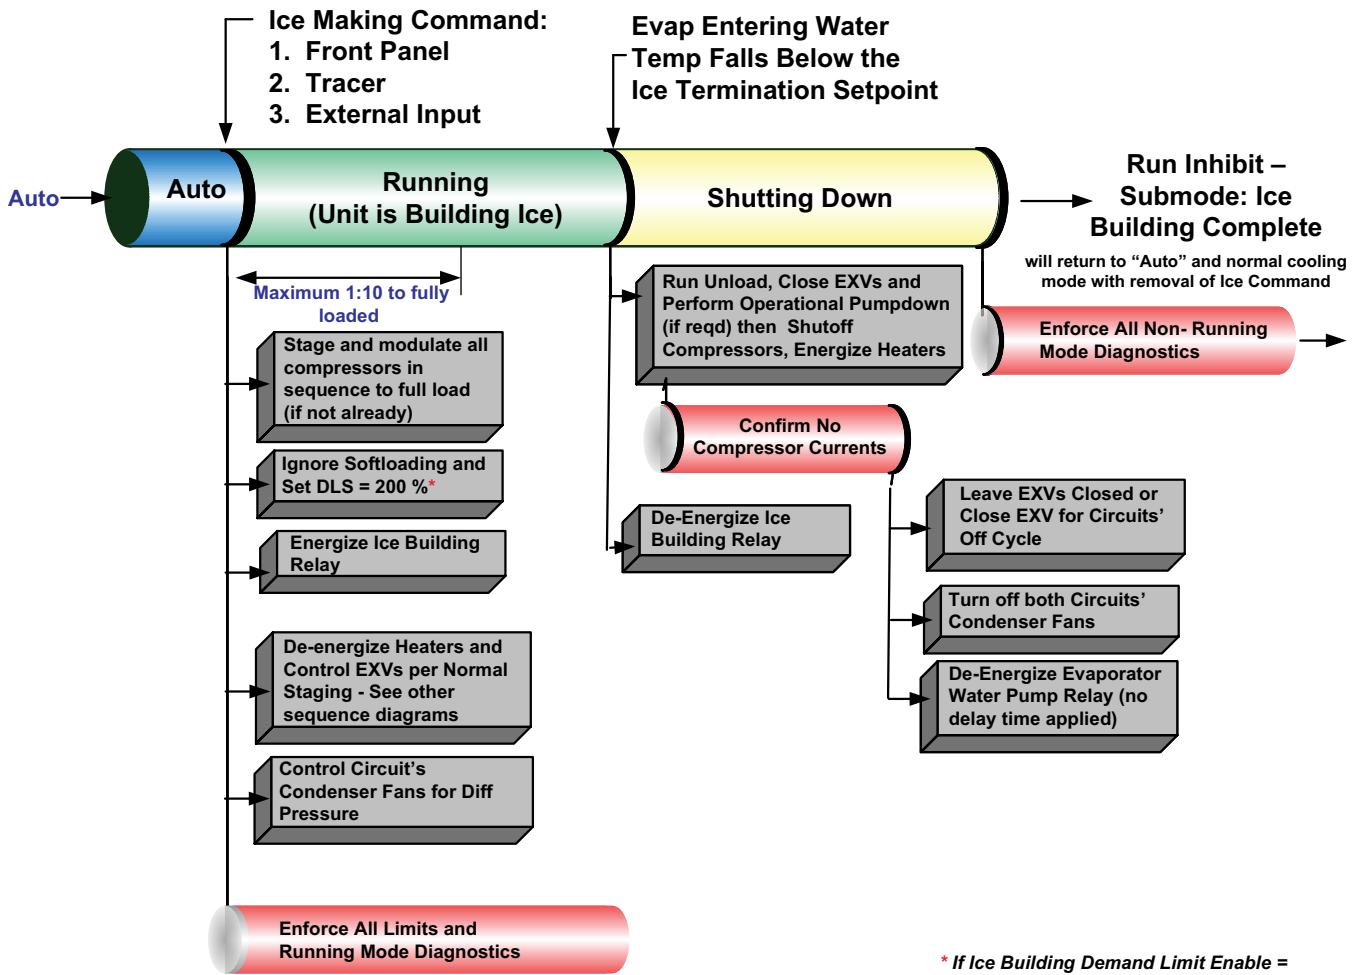 Ice Making Command:
1. Front Panel
2. Tracer
3. External Input
Evap Entering Water
Temp Falls Below the
Ice Termination Setpoint
Auto
Auto
Running
(Unit is Building Ice)
Shutting Down
Run Inhibit –
Submode: Ice
Building Complete
will return to “Auto” and normal cooling
mode with removal of Ice Command
Maximum 1:10 to fully
loaded
Stage and modulate all
compressors in
sequence to full load
(if not already)
Ignore Softloading and
Set DLS = 200 %*
Energize Ice Building
Relay
De-energize Heaters and
Control EXVs per Normal
Staging - See other
sequence diagrams
Control Circuit’s
Condenser Fans for Diff
Pressure
Enforce All Limits and
Running Mode Diagnostics
Run Unload, Close EXVs and
Perform Operational Pumpdown
(if reqd) then Shutoff
Compressors, Energize Heaters
Confirm No
Compressor Currents
De-Energize Ice
Building Relay
Enforce All Non- Running
Mode Diagnostics
Leave EXVs Closed or
Close EXV for Circuits’
Off Cycle
Turn off both Circuits’
Condenser Fans
De-Energize Evaporator
Water Pump Relay (no
delay time applied)
* If Ice Building Demand Limit Enable =